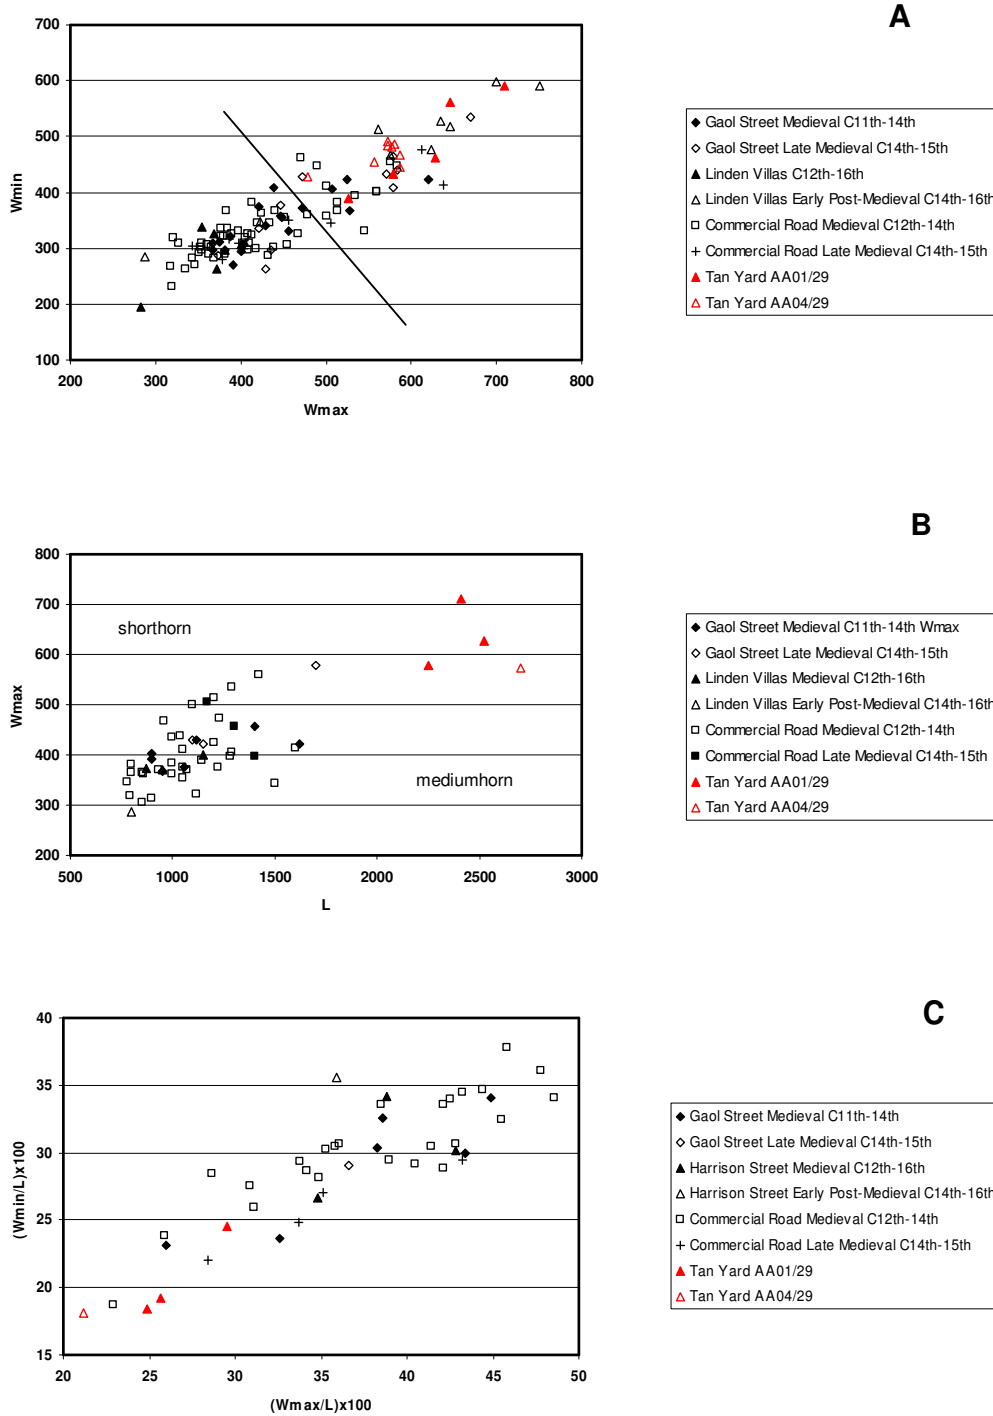 A
700
600
500
400
300
200
100
Wmin
200 300 400 500 600 700 800
Wmax
Gaol Street Medieval C11th-14th
Gaol Street Late Medieval C14th-15th
Linden Villas C12th-16th
Linden Villas Early Post-Medieval C14th-16th
Commercial Road Medieval C12th-14th
Commercial Road Late Medieval C14th-15th
Tan Yard AA01/29
Tan Yard AA04/29
B
800
700
600
500
400
300
200
Wmax
shorthorn
mediumhorn
500 1000 1500 2000 2500 3000
L
Gaol Street Medieval C11th-14th Wmax
Gaol Street Late Medieval C14th-15th
Linden Villas Medieval C12th-16th
Linden Villas Early Post-Medieval C14th-16th
Commercial Road Medieval C12th-14th
Commercial Road Late Medieval C14th-15th
Tan Yard AA01/29
Tan Yard AA04/29
C
40
35
30
25
20
15
(Wmin/L)x100
20 25 30 35 40 45 50
(Wmax/L)x100
Gaol Street Medieval C11th-14th
Gaol Street Late Medieval C14th-15th
Harrison Street Medieval C12th-16th
Harrison Street Early Post-Medieval C14th-16th
Commercial Road Medieval C12th-14th
Commercial Road Late Medieval C14th-15th
Tan Yard AA01/29
Tan Yard AA04/29